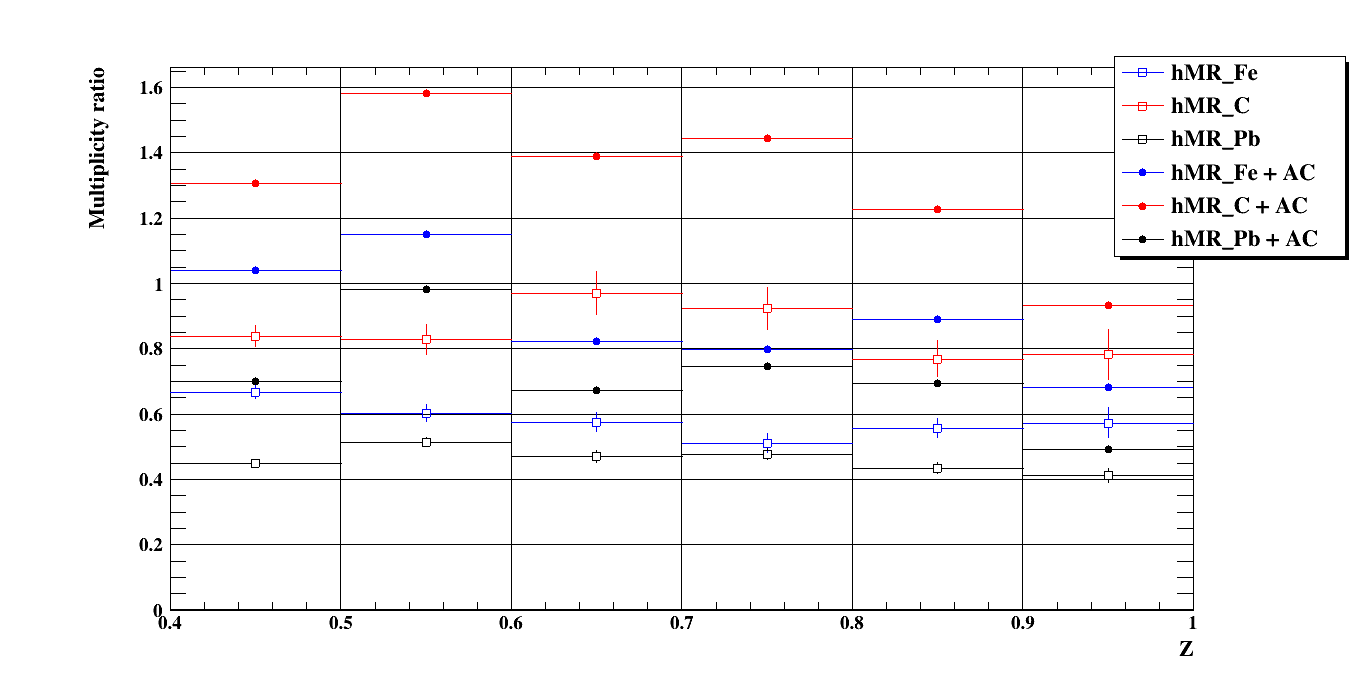 Multiplicity ratio
1.6
1.4
1.2
1
0.8
0.6
0.4
0.2
0
0.4 0.5 0.6 0.7 0.8 0.9 1
Z
hMR_Fe
hMR_C
hMR_Pb
hMR_Fe + AC
hMR_C + AC
hMR_Pb + AC